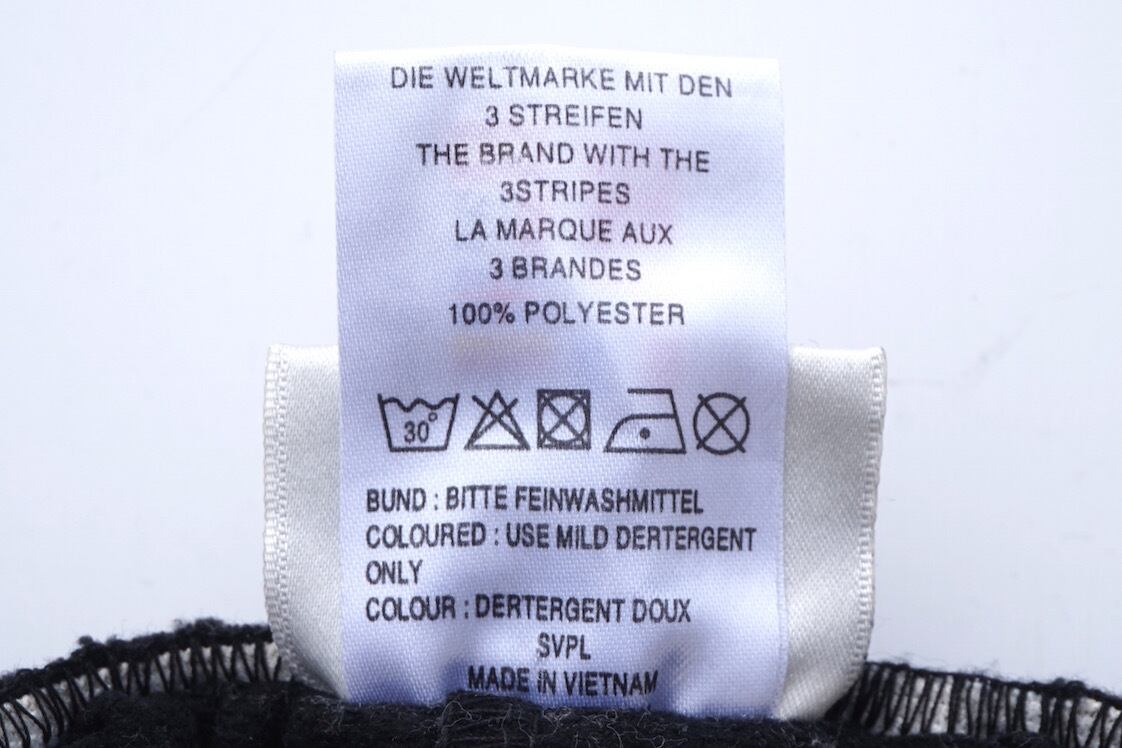 DIE WELTMARKE MIT DEN
3 STREIFEN
THE BRAND WITH THE
3STRIPES
LA MARQUE AUX
3 BRANDES
100% POLYESTER
30°
BUND : BITTE FEINWASHMITTEL
COLOURED : USE MILD DERTERGENT
ONLY
COLOUR : DERTERGENT DOUX
SVPL
MADE IN VIETNAM